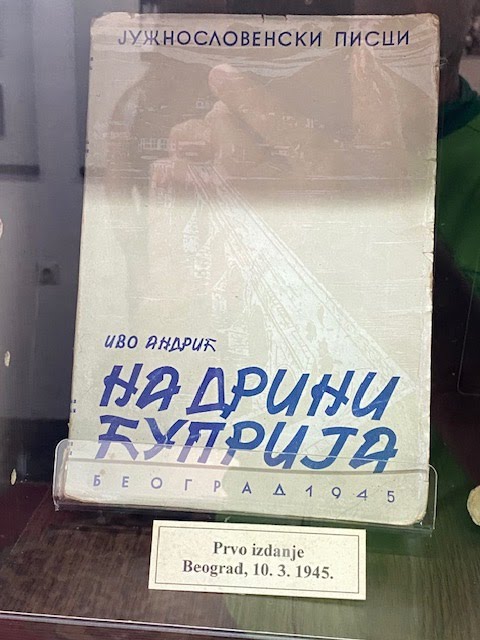 ЈУЖНОСЛОВЕНСКИ ПИСЦИ
ИВО АНДРИЋ
НА ДРИНИ
ЋУПРИЈА
БЕОГРАД 1945
Prvo izdanje
Beograd, 10. 3. 1945.